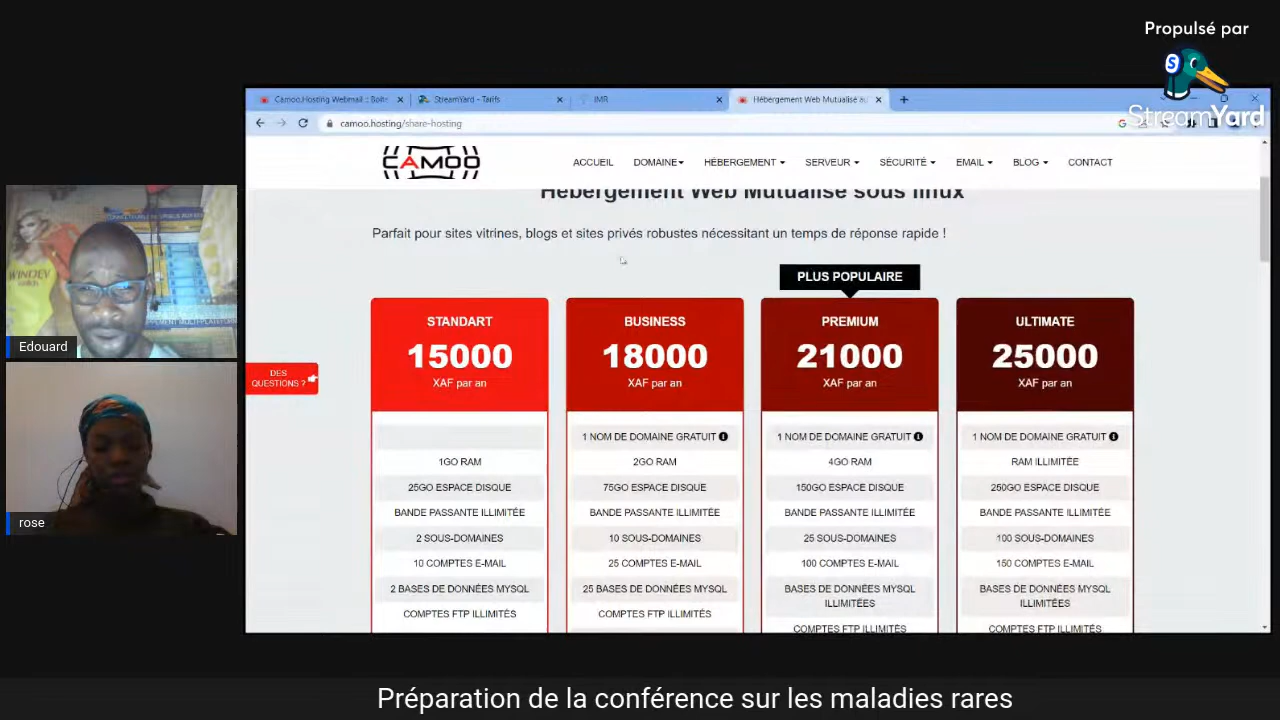 Propulsé par
StreamYard
Camoo.Hosting Webmail :: Boîte
StreamYard - Tarifs
IMR
Hébergement Web Mutualisé au
camoo.hosting/share-hosting
CAMOO
ACCUEIL
DOMAINE
HÉBERGEMENT
SERVEUR
SÉCURITÉ
EMAIL
BLOG
CONTACT
Hébergement Web Mutualisé sous linux
Parfait pour sites vitrines, blogs et sites privés robustes nécessitant un temps de réponse rapide !
PLUS POPULAIRE
STANDART
15000
XAF par an
1GO RAM
25GO ESPACE DISQUE
BANDE PASSANTE ILLIMITÉE
2 SOUS-DOMAINES
10 COMPTES E-MAIL
2 BASES DE DONNÉES MYSQL
COMPTES FTP ILLIMITÉS
BUSINESS
18000
XAF par an
1 NOM DE DOMAINE GRATUIT
2GO RAM
75GO ESPACE DISQUE
BANDE PASSANTE ILLIMITÉE
10 SOUS-DOMAINES
25 COMPTES E-MAIL
25 BASES DE DONNÉES MYSQL
COMPTES FTP ILLIMITÉS
PREMIUM
21000
XAF par an
1 NOM DE DOMAINE GRATUIT
4GO RAM
150GO ESPACE DISQUE
BANDE PASSANTE ILLIMITÉE
25 SOUS-DOMAINES
100 COMPTES E-MAIL
BASES DE DONNÉES MYSQL
ILLIMITÉES
COMPTES FTP ILLIMITÉS
ULTIMATE
25000
XAF par an
1 NOM DE DOMAINE GRATUIT
RAM ILLIMITÉE
250GO ESPACE DISQUE
BANDE PASSANTE ILLIMITÉE
100 SOUS-DOMAINES
150 COMPTES E-MAIL
BASES DE DONNÉES MYSQL
ILLIMITÉES
COMPTES FTP ILLIMITÉS
DES
QUESTIONS ?
WINDEV
Edouard
rose
Préparation de la conférence sur les maladies rares